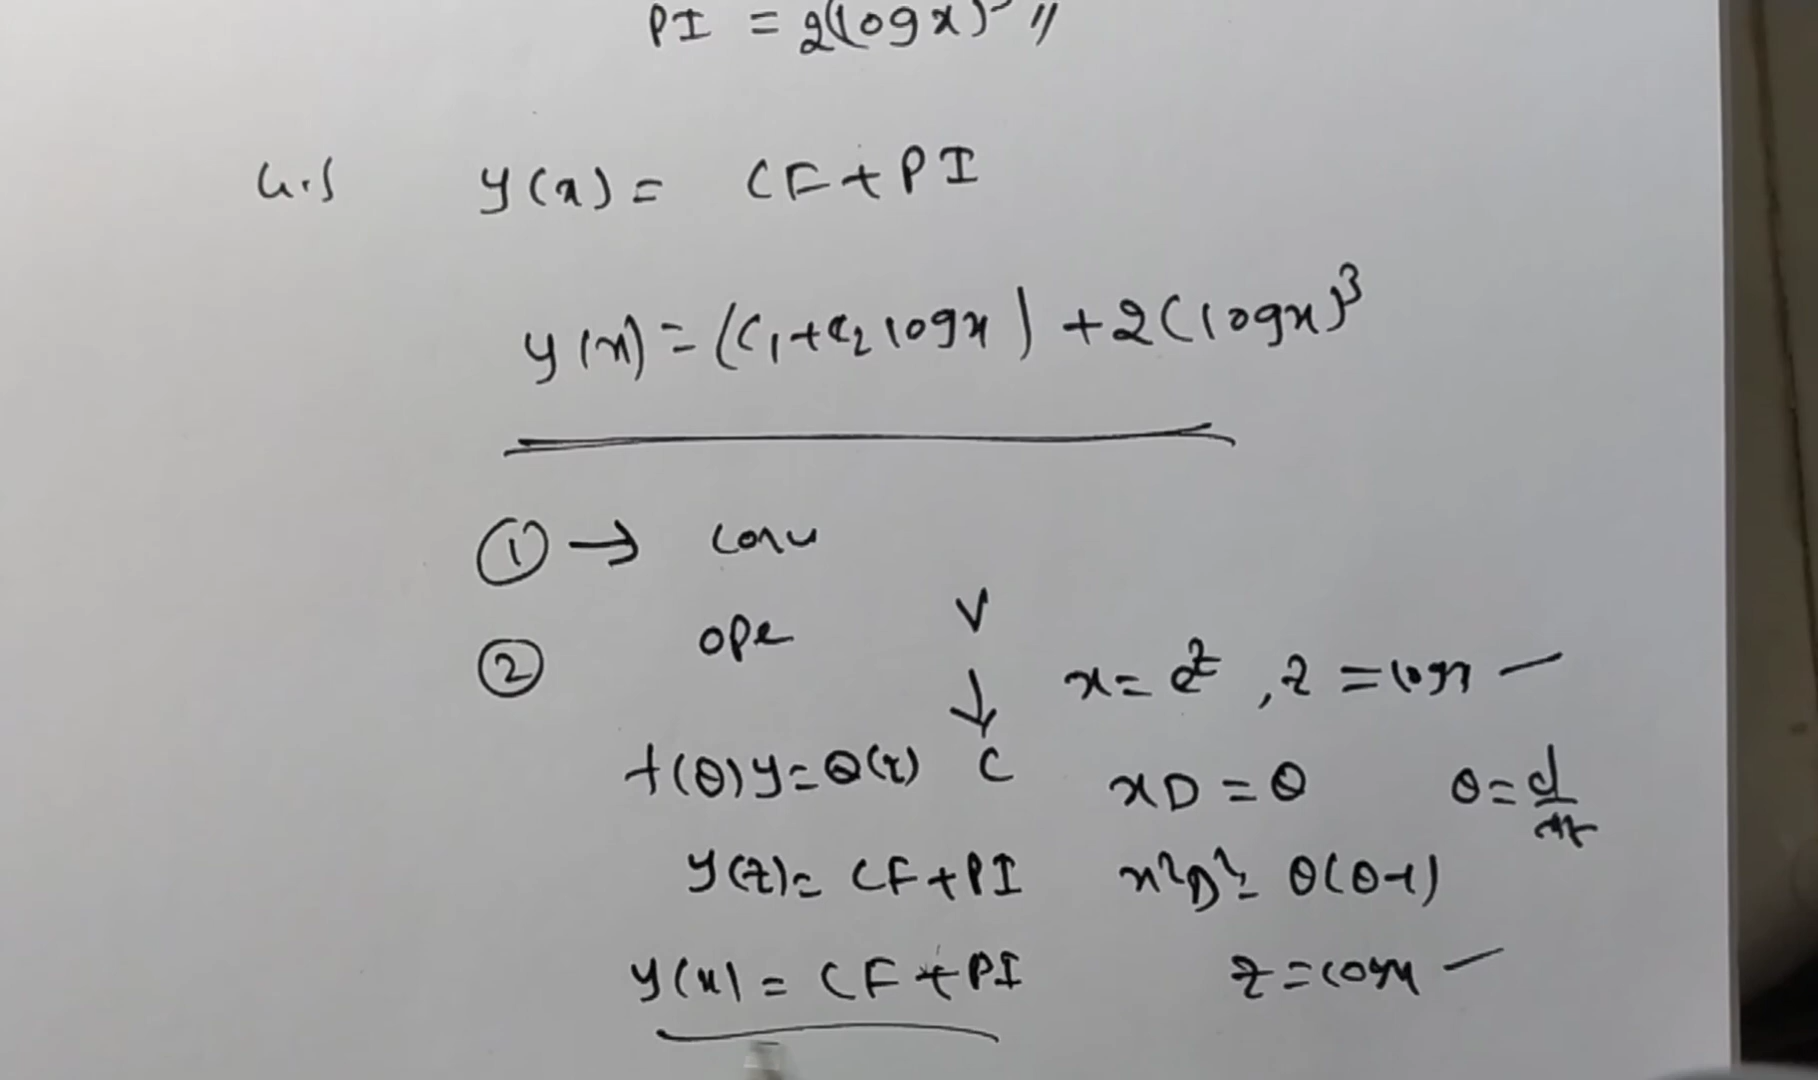 PI = 2(log x)³ //
G.S y(x) = CF + PI
y(x) = (C₁+C₂ log x) + 2(log x)³
① → conv
② ope V
↓ x = e^z , z = log x –
f(θ)y = Q(z) C xD = θ θ = d/dz
y(z) = CF + PI x²D² = θ(θ-1)
y(x) = CF + PI z = log x –